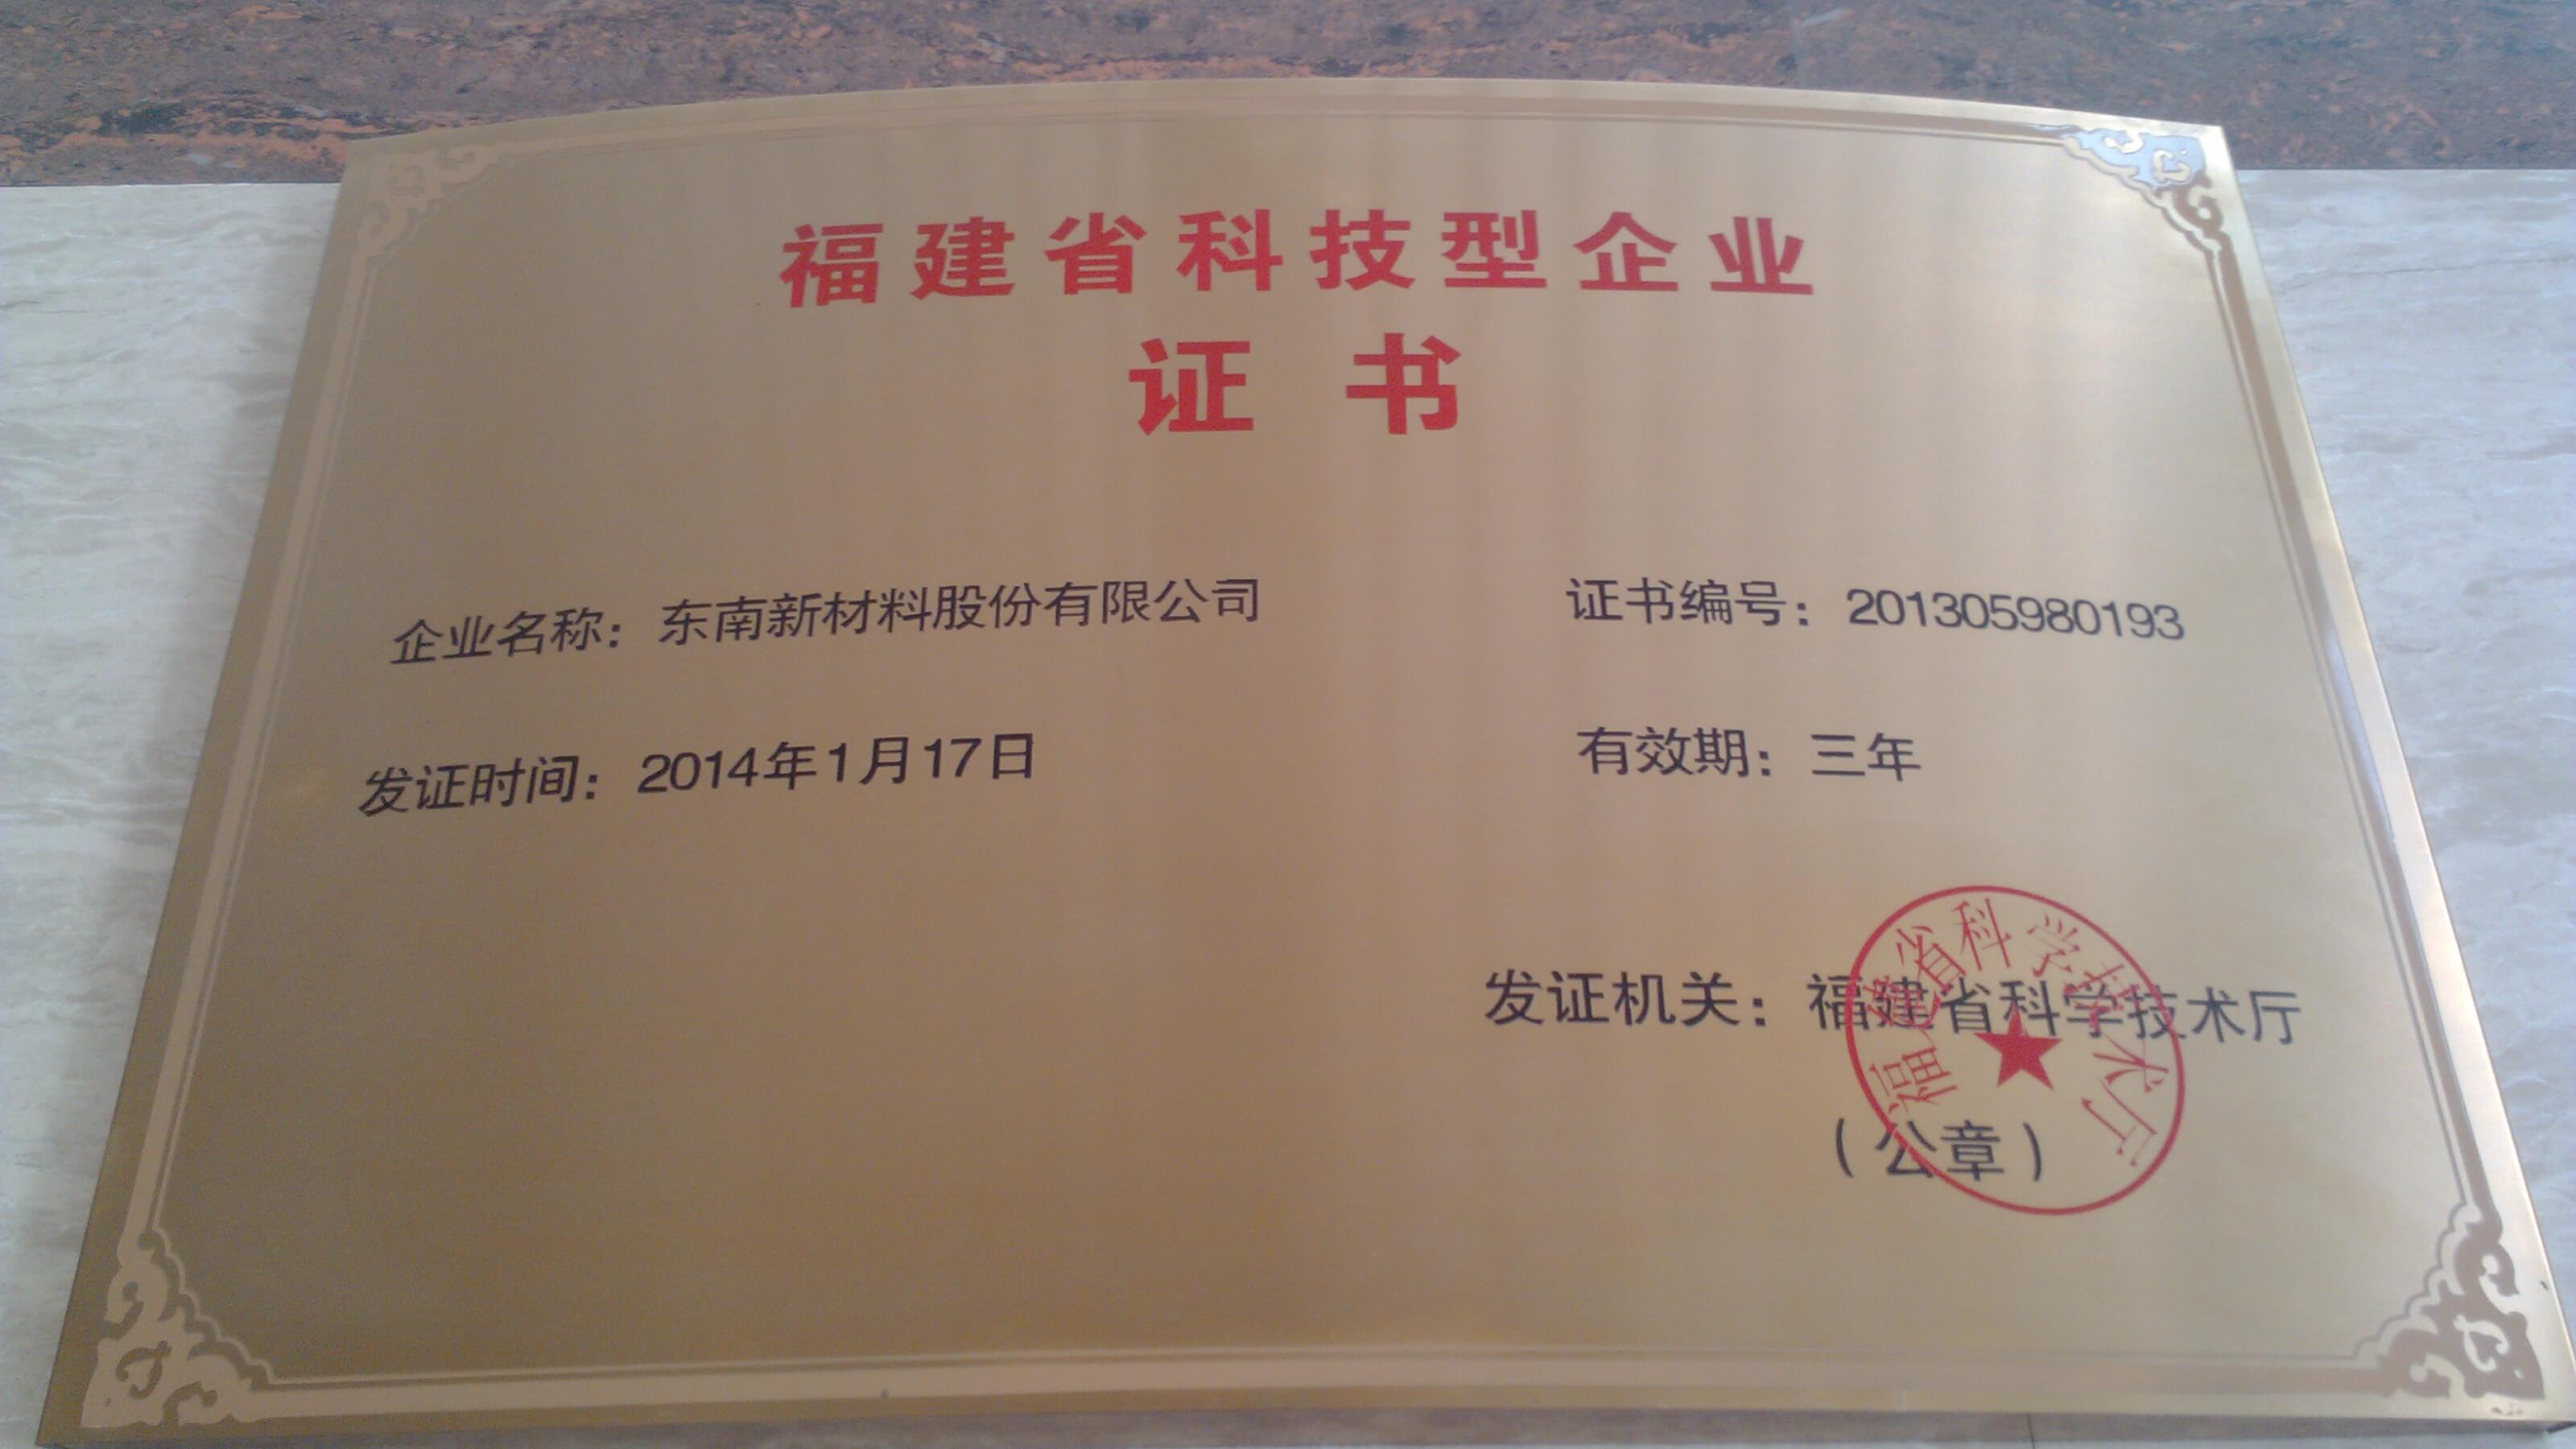 福建省科技型企业
证书
企业名称：东南新材料股份有限公司
证书编号：201305980193
发证时间：2014年1月17日
有效期：三年
发证机关：福建省科学技术厅
（公章）
福建省科学技术厅